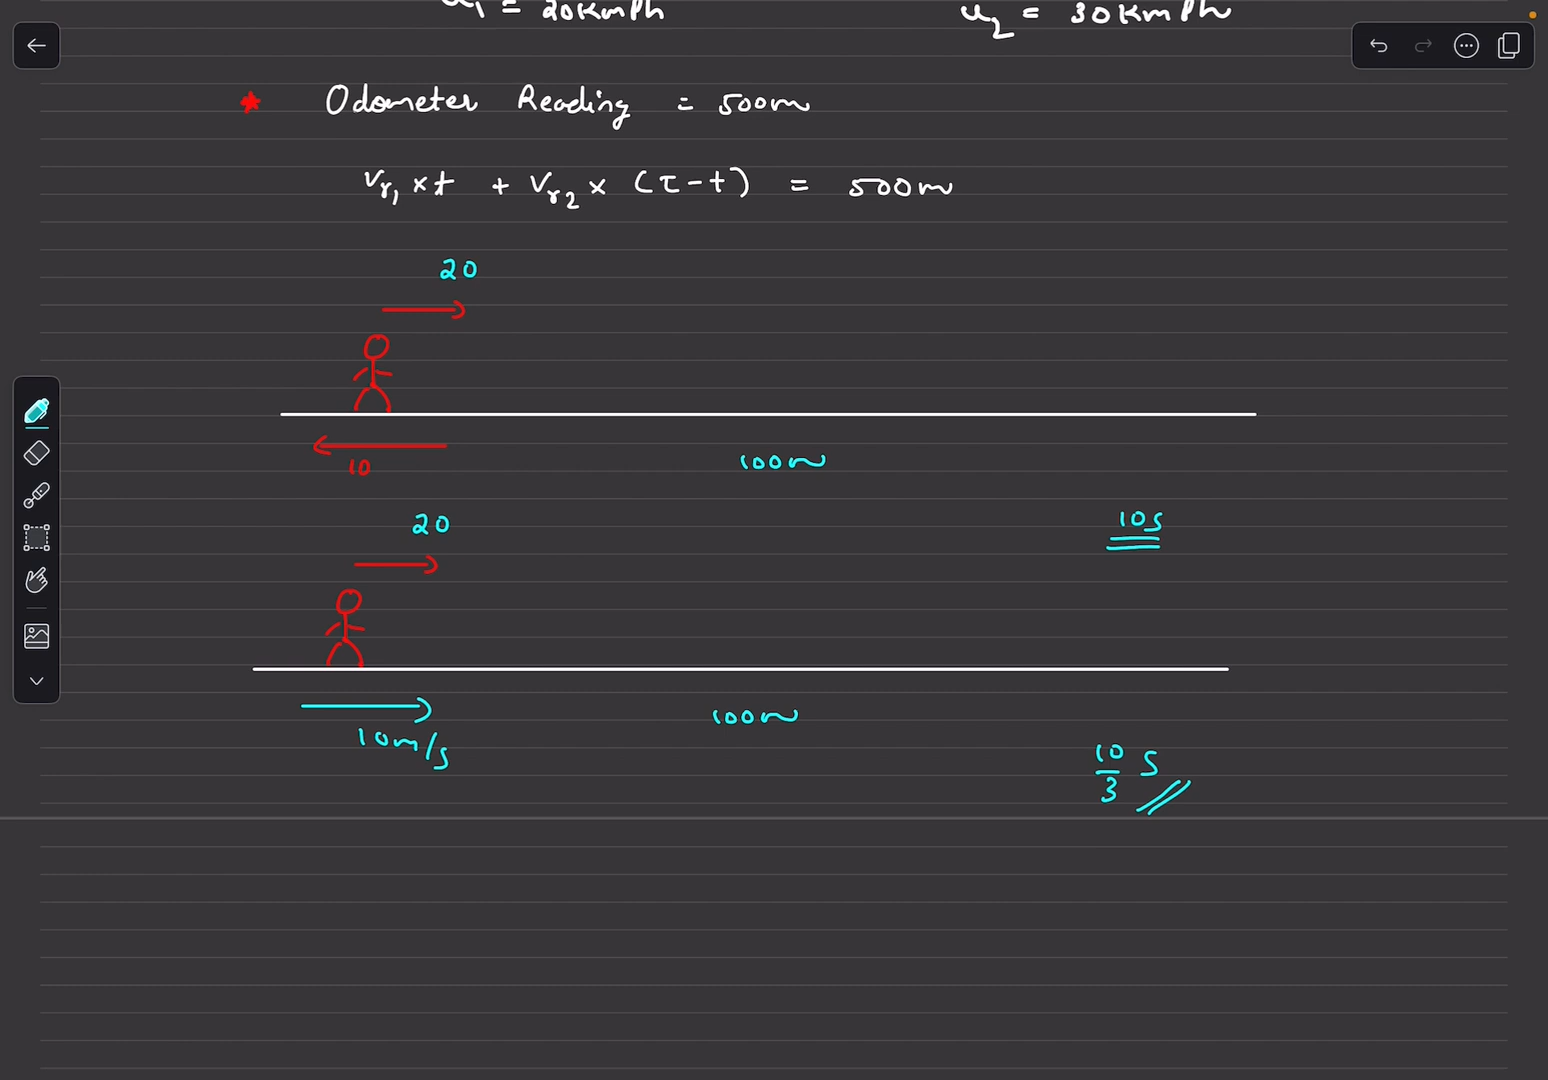 u₁ = 20KmPh u₂ = 30KmPh
★ Odometer Reading = 500m
Vᵣ₁ × t + Vᵣ₂ × (τ - t) = 500m
20
10
100m
20
10s
10m/s
100m
10/3 s